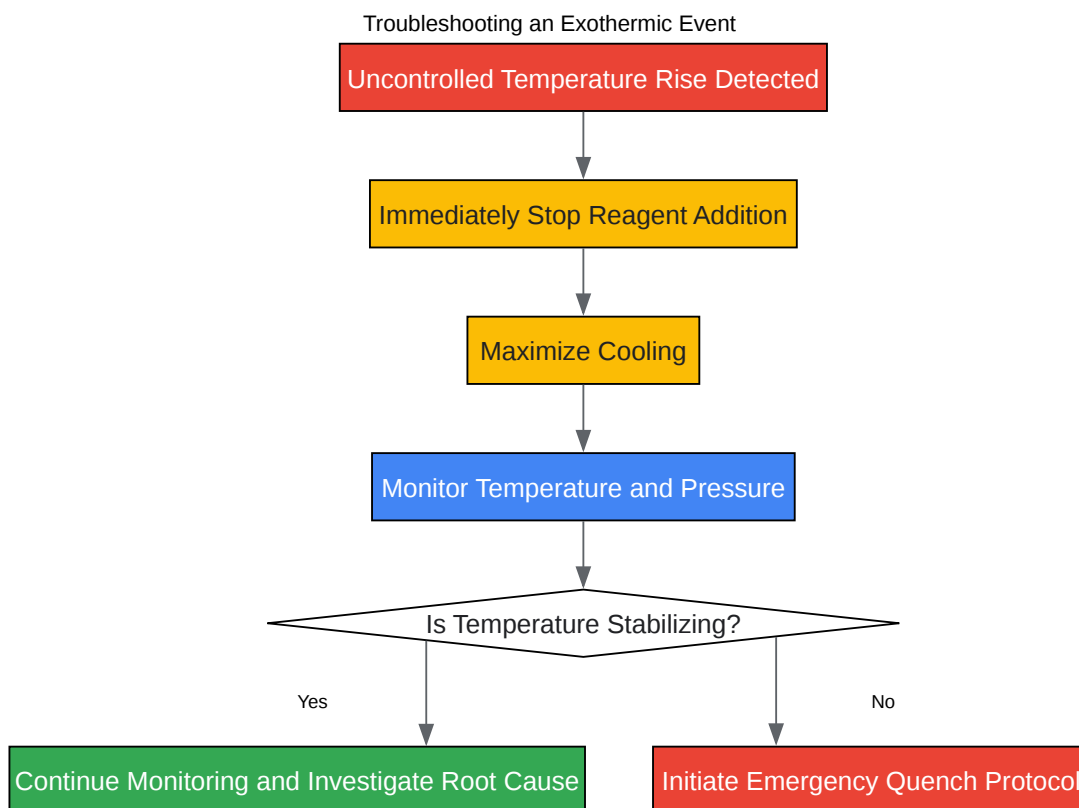 Troubleshooting an Exothermic Event
Uncontrolled Temperature Rise Detected
Immediately Stop Reagent Addition
Maximize Cooling
Monitor Temperature and Pressure
Is Temperature Stabilizing?
Yes
No
Continue Monitoring and Investigate Root Cause
Initiate Emergency Quench Protocol